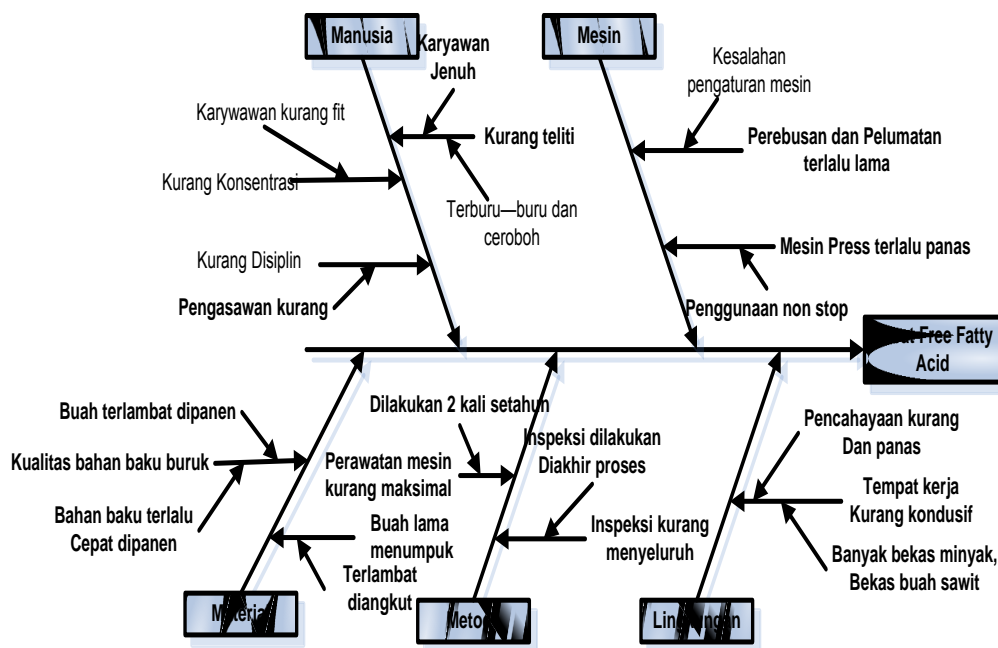 Manusia
Mesin
Karyawan
Jenuh
Kesalahan
pengaturan mesin
Karywawan kurang fit
Kurang teliti
Perebusan dan Pelumatan
terlalu lama
Kurang Konsentrasi
Terburu—buru dan
ceroboh
Kurang Disiplin
Mesin Press terlalu panas
Pengasawan kurang
Penggunaan non stop
Free Fatty
Acid
Buah terlambat dipanen
Dilakukan 2 kali setahun
Pencahayaan kurang
Dan panas
Kualitas bahan baku buruk
Perawatan mesin
kurang maksimal
Inspeksi dilakukan
Diakhir proses
Tempat kerja
Kurang kondusif
Bahan baku terlalu
Cepat dipanen
Buah lama
menumpuk
Inspeksi kurang
menyeluruh
Terlambat
diangkut
Banyak bekas minyak,
Bekas buah sawit